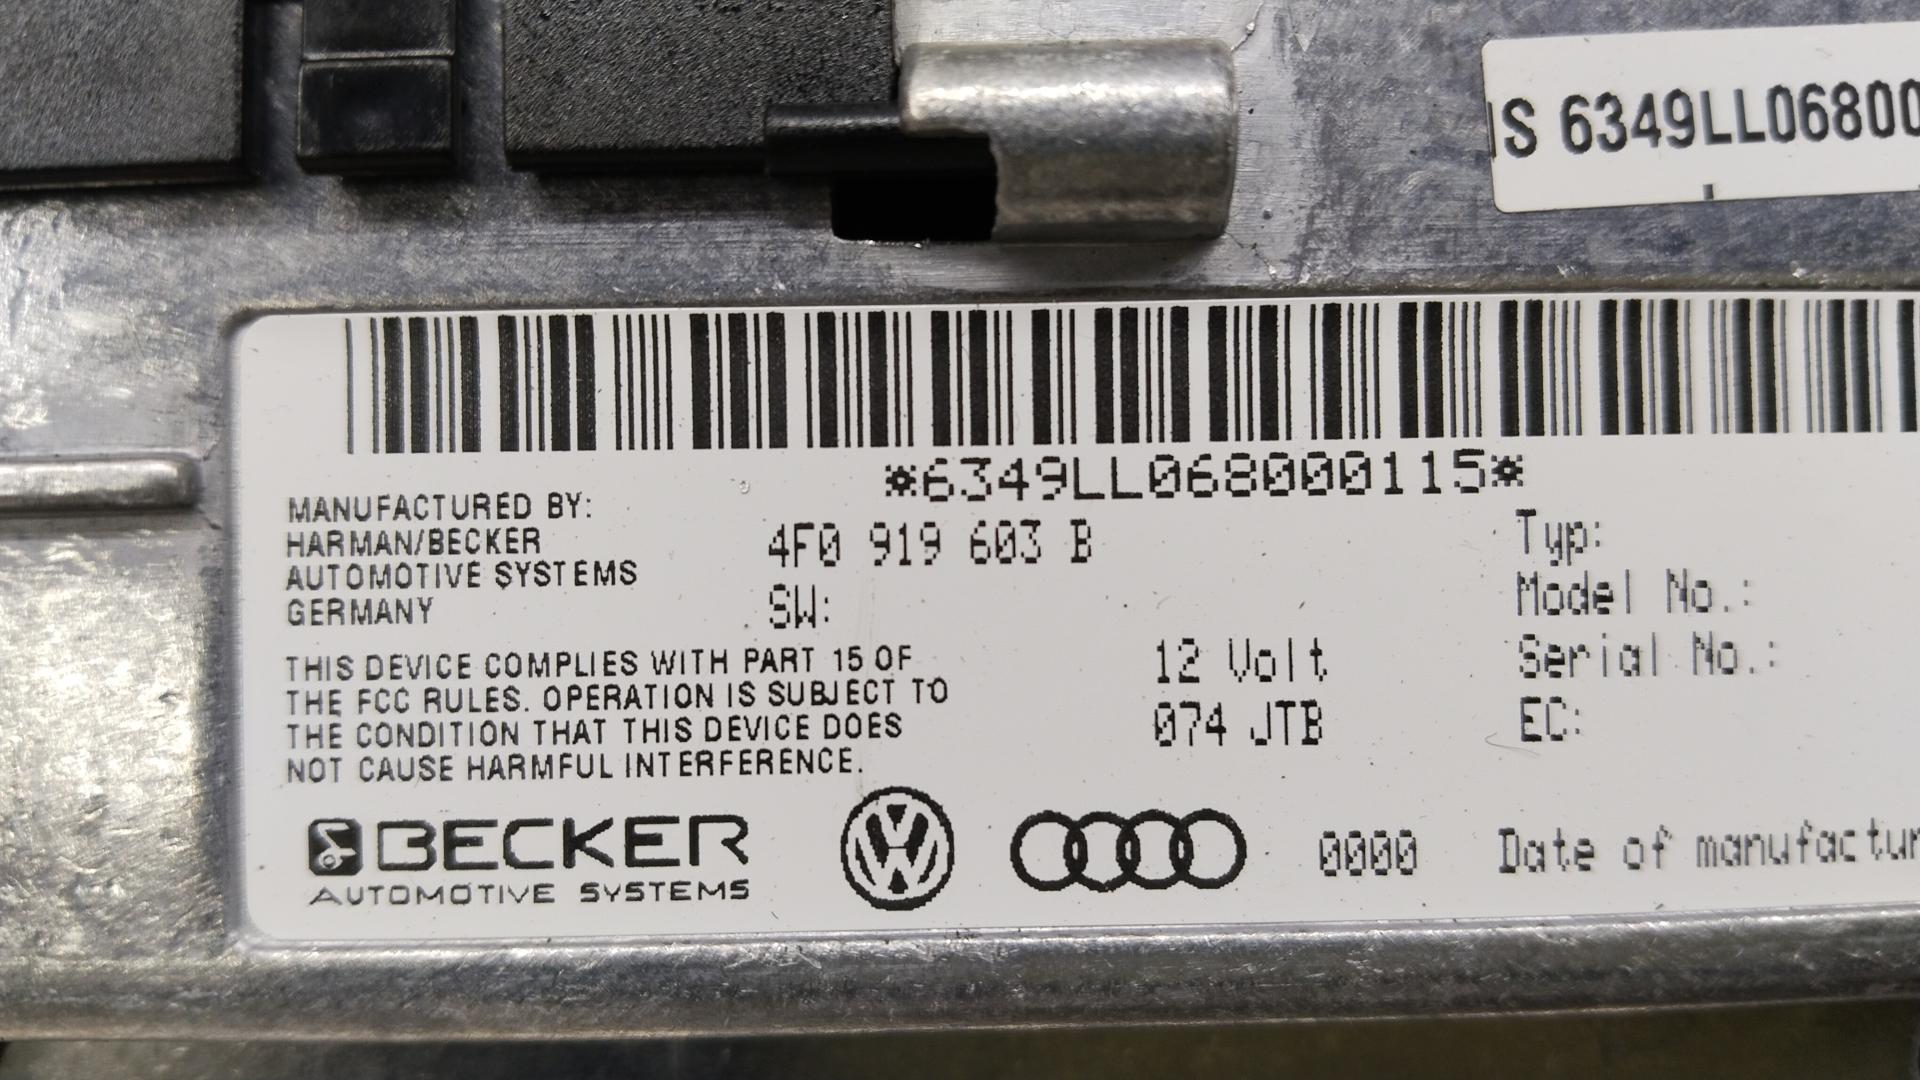 IS 6349LL06800
*6349LL068000115*
MANUFACTURED BY:
HARMAN/BECKER
AUTOMOTIVE SYSTEMS
GERMANY
4F0 919 603 B
SW:
Typ:
Model No.:
Serial No.:
EC:
12 Volt
074 JTB
THIS DEVICE COMPLIES WITH PART 15 OF
THE FCC RULES. OPERATION IS SUBJECT TO
THE CONDITION THAT THIS DEVICE DOES
NOT CAUSE HARMFUL INTERFERENCE.
BECKER
AUTOMOTIVE SYSTEMS
0000
Date of manufactur